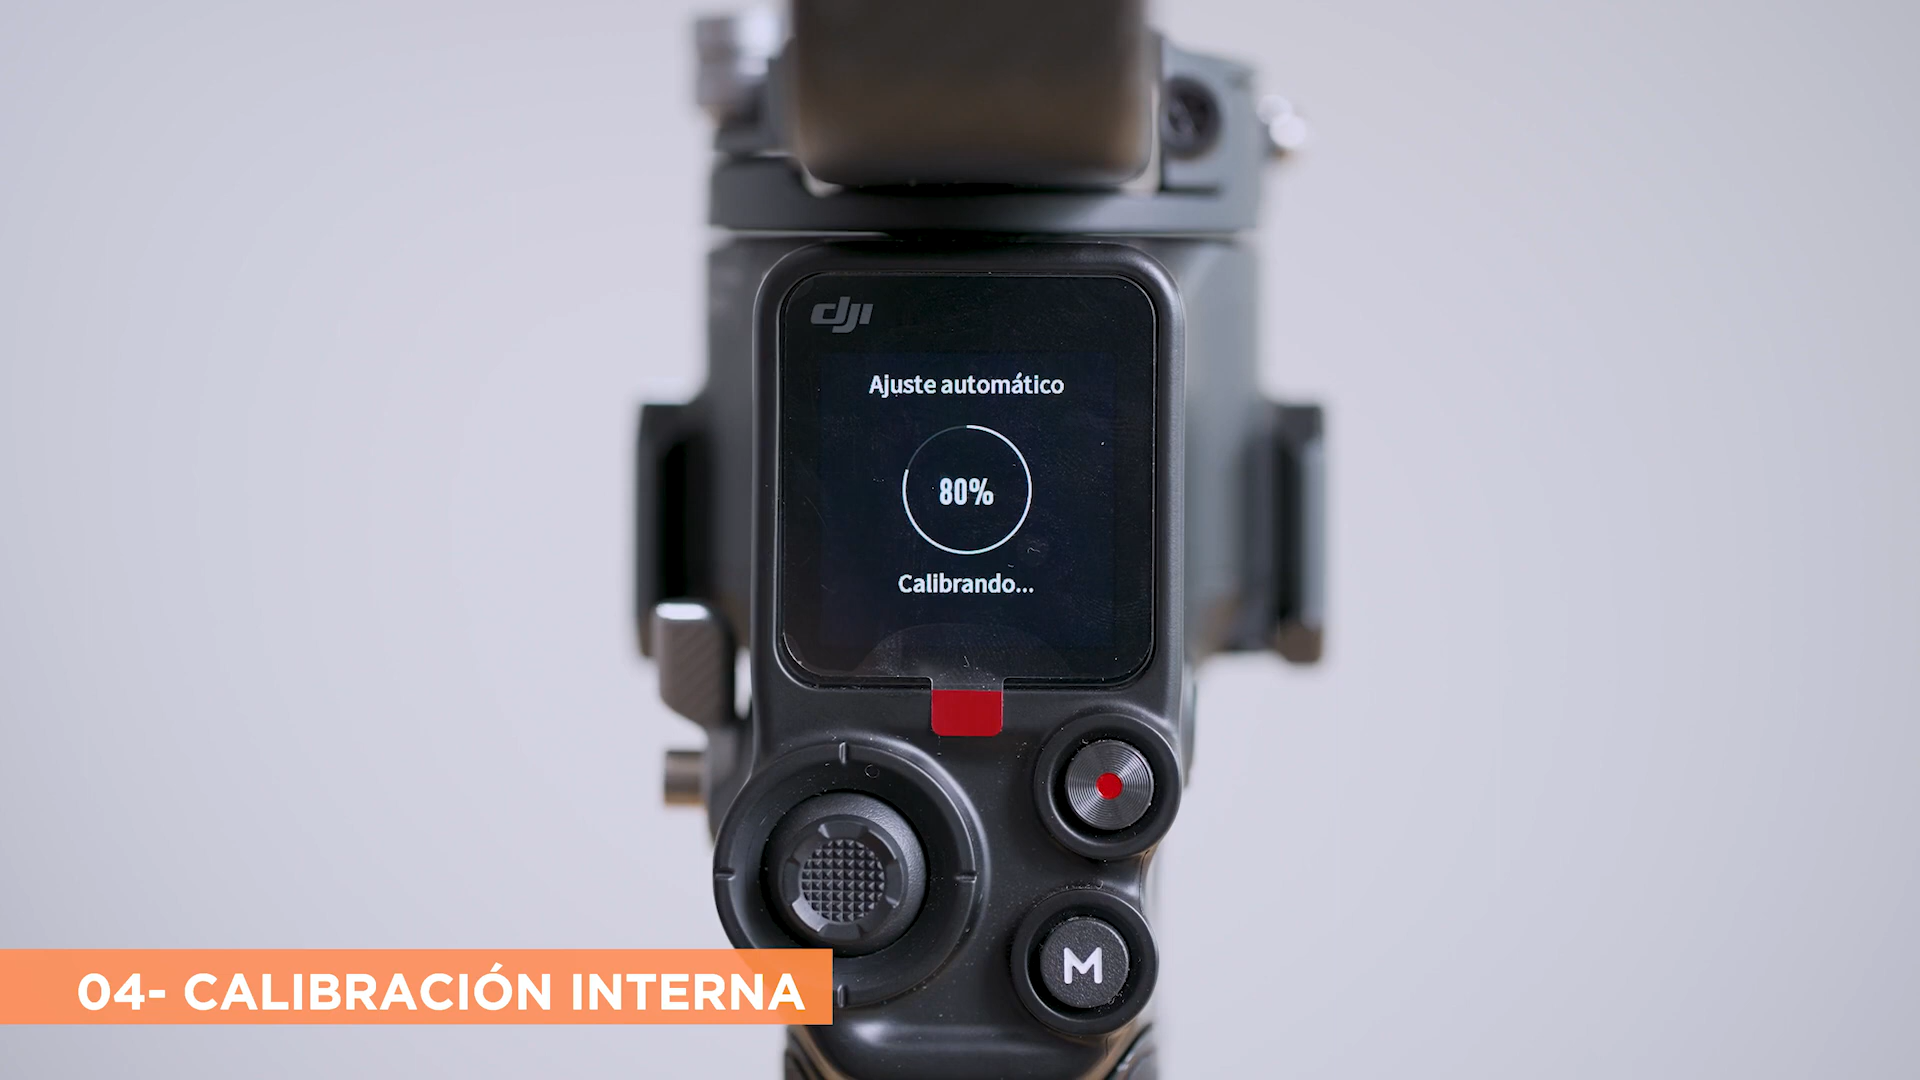 dji
Ajuste automático
80%
Calibrando...
M
04- CALIBRACIÓN INTERNA